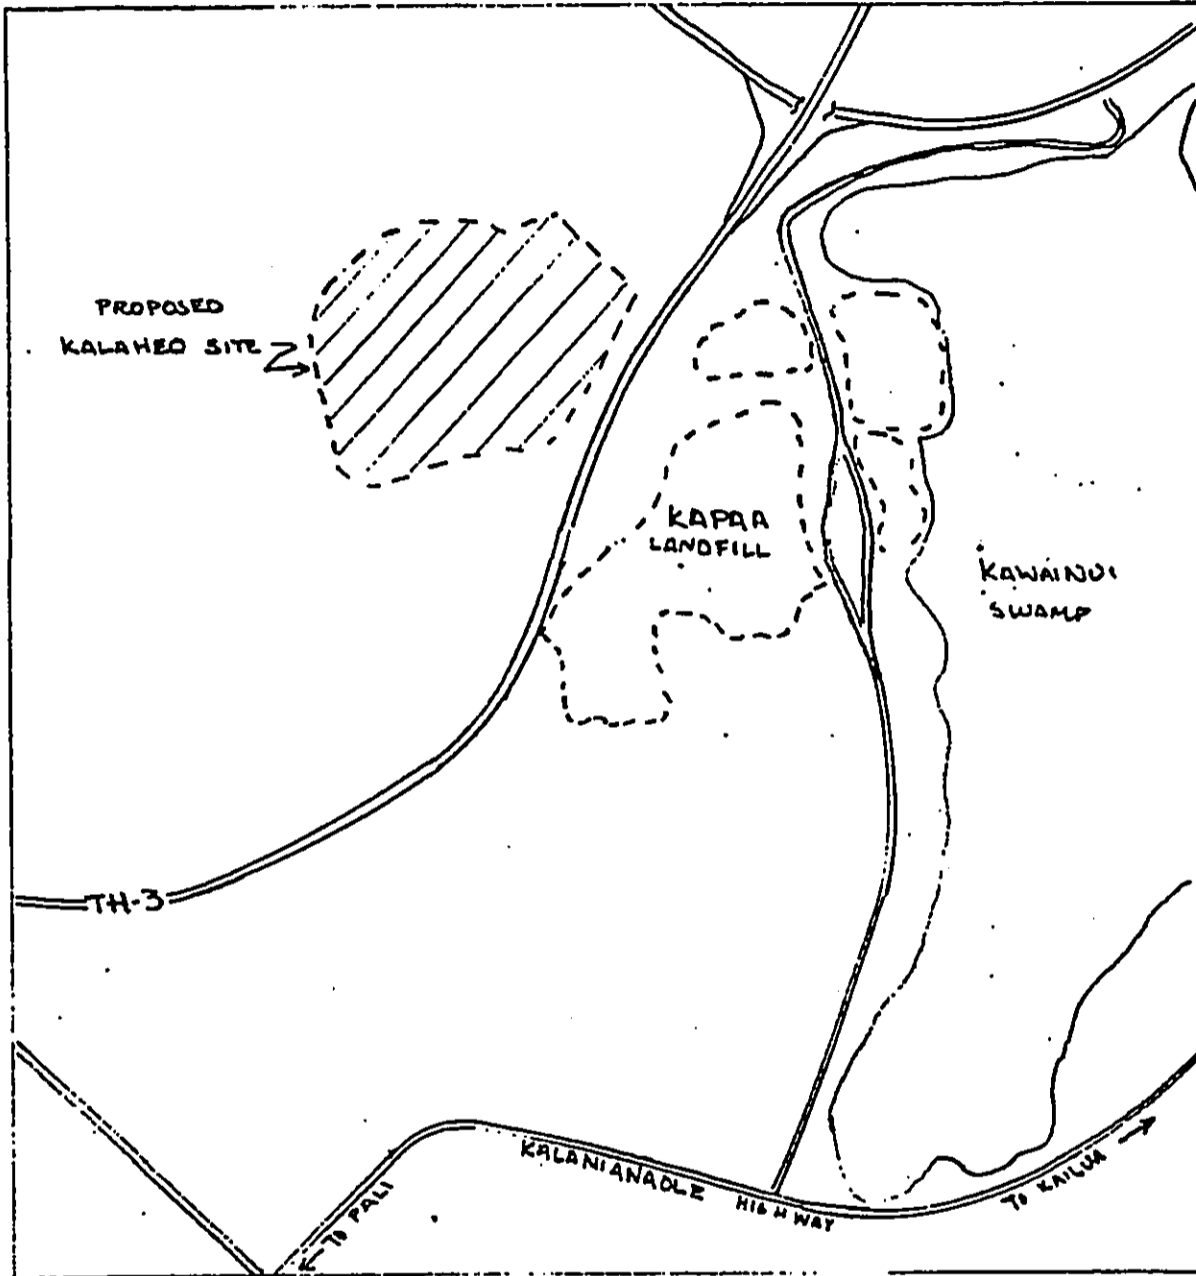 PROPOSED
KALAHEO SITE
KAPAA
LANDFILL
KAWAINUI
SWAMP
TH-3
KALANIANAOLE HIGHWAY
TO PALI
TO KAILUA